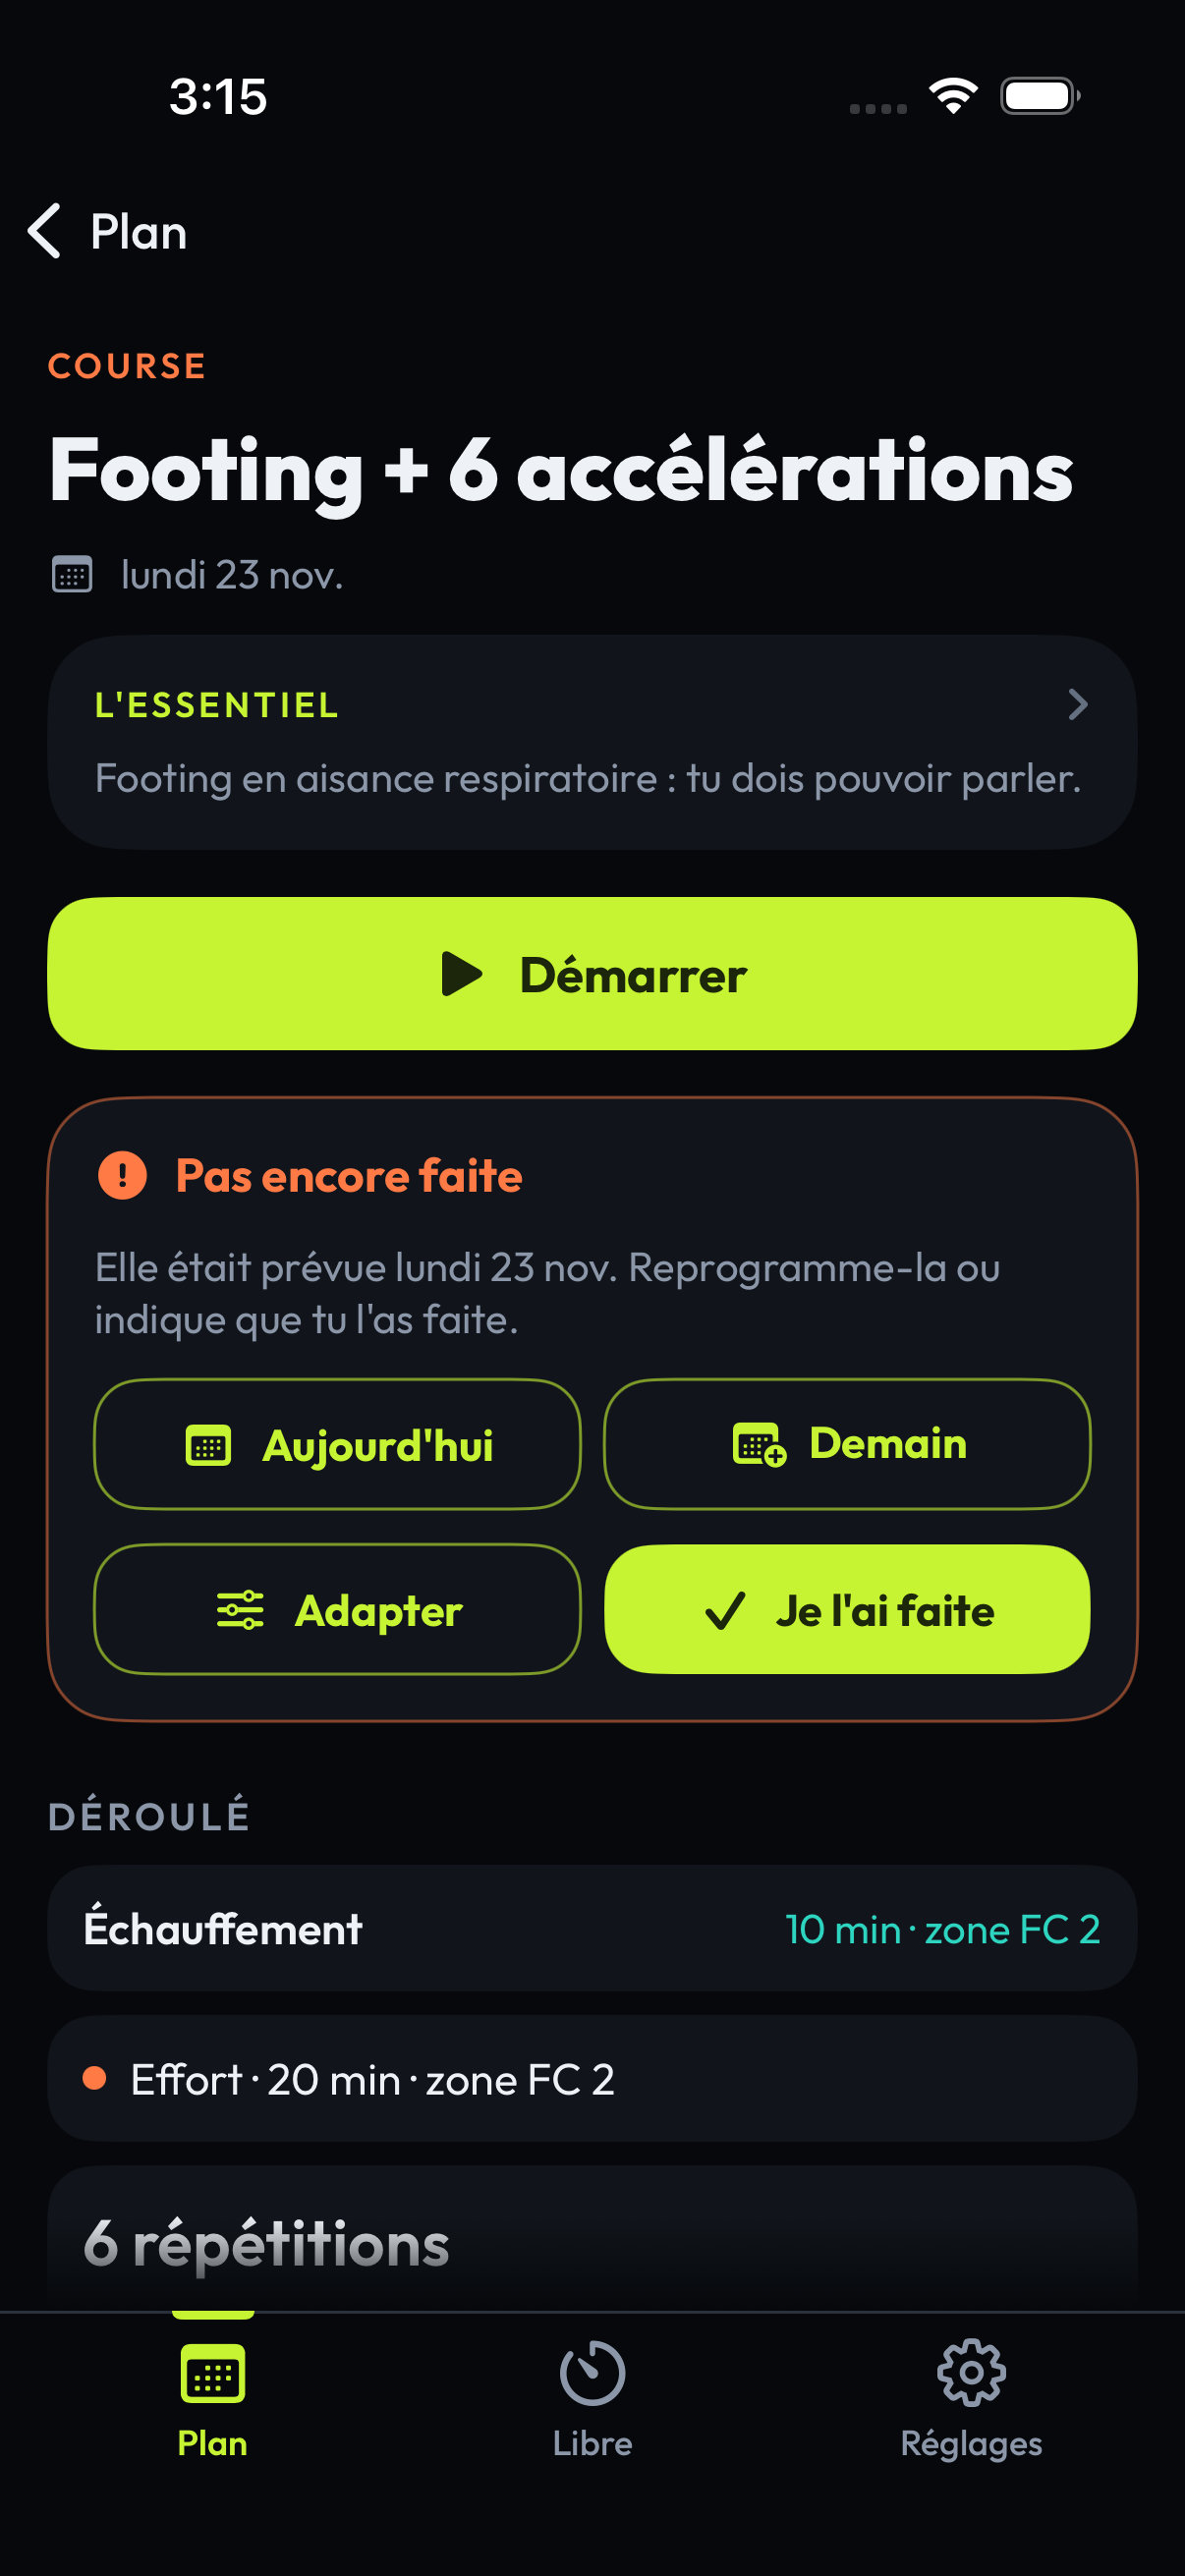 3:15
Plan
COURSE
Footing + 6 accélérations
lundi 23 nov.
L'ESSENTIEL
Footing en aisance respiratoire : tu dois pouvoir parler.
Démarrer
Pas encore faite
Elle était prévue lundi 23 nov. Reprogramme-la ou
indique que tu l'as faite.
Aujourd'hui
Demain
Adapter
Je l'ai faite
DÉROULÉ
Échauffement
10 min · zone FC 2
Effort · 20 min · zone FC 2
6 répétitions
Plan
Libre
Réglages